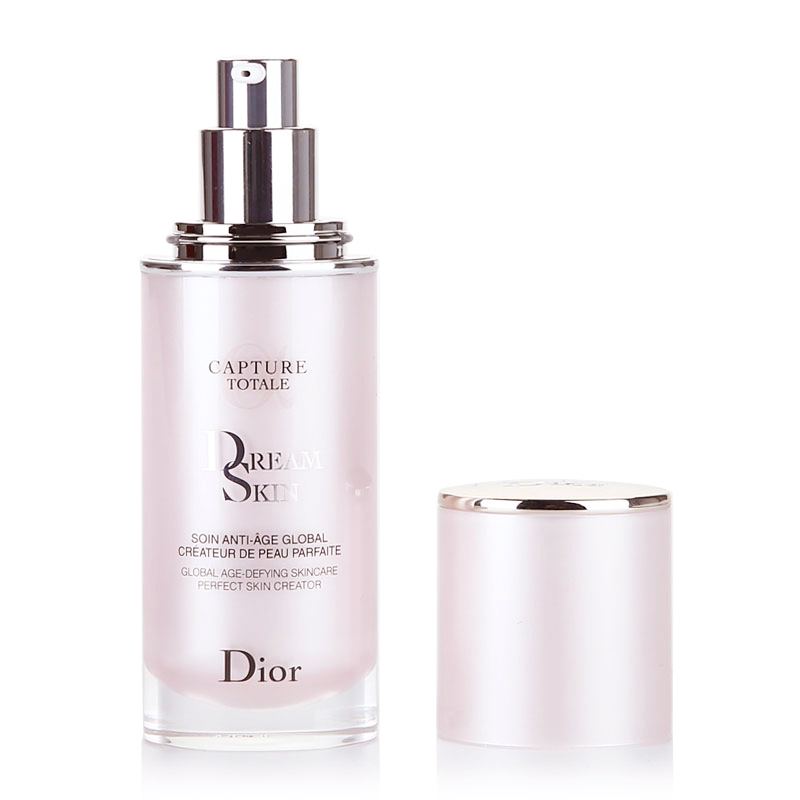 CAPTURE
TOTALE
DREAM
SKIN
SOIN ANTI-ÂGE GLOBAL
CRÉATEUR DE PEAU PARFAITE
GLOBAL AGE-DEFYING SKINCARE
PERFECT SKIN CREATOR
Dior